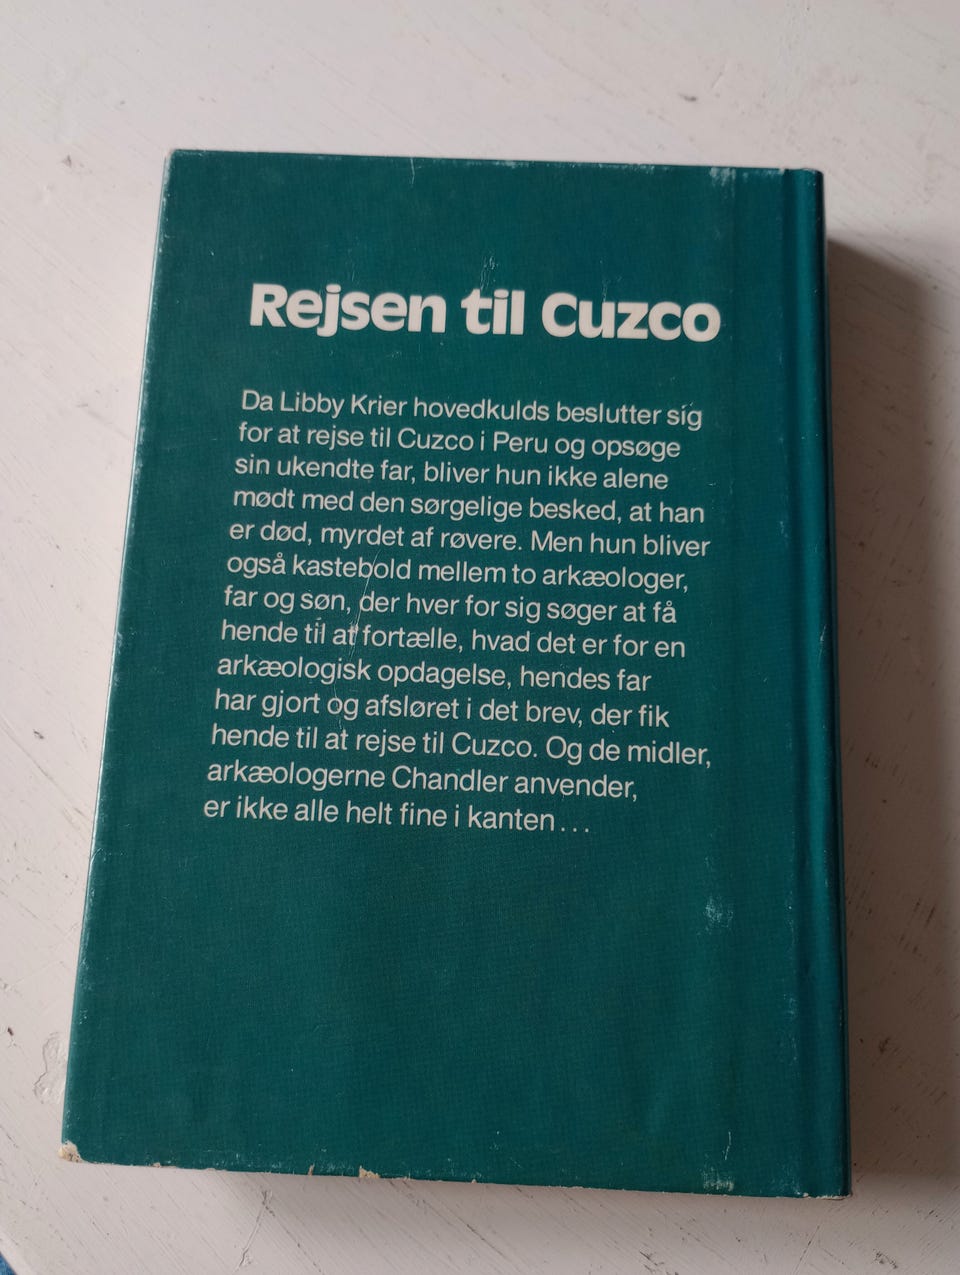 Rejsen til Cuzco
Da Libby Krier hovedkulds beslutter sig
for at rejse til Cuzco i Peru og opsøge
sin ukendte far, bliver hun ikke alene
mødt med den sørgelige besked, at han
er død, myrdet af røvere. Men hun bliver
også kastebold mellem to arkæologer,
far og søn, der hver for sig søger at få
hende til at fortælle, hvad det er for en
arkæologisk opdagelse, hendes far
har gjort og afsløret i det brev, der fik
hende til at rejse til Cuzco. Og de midler,
arkæologerne Chandler anvender,
er ikke alle helt fine i kanten...